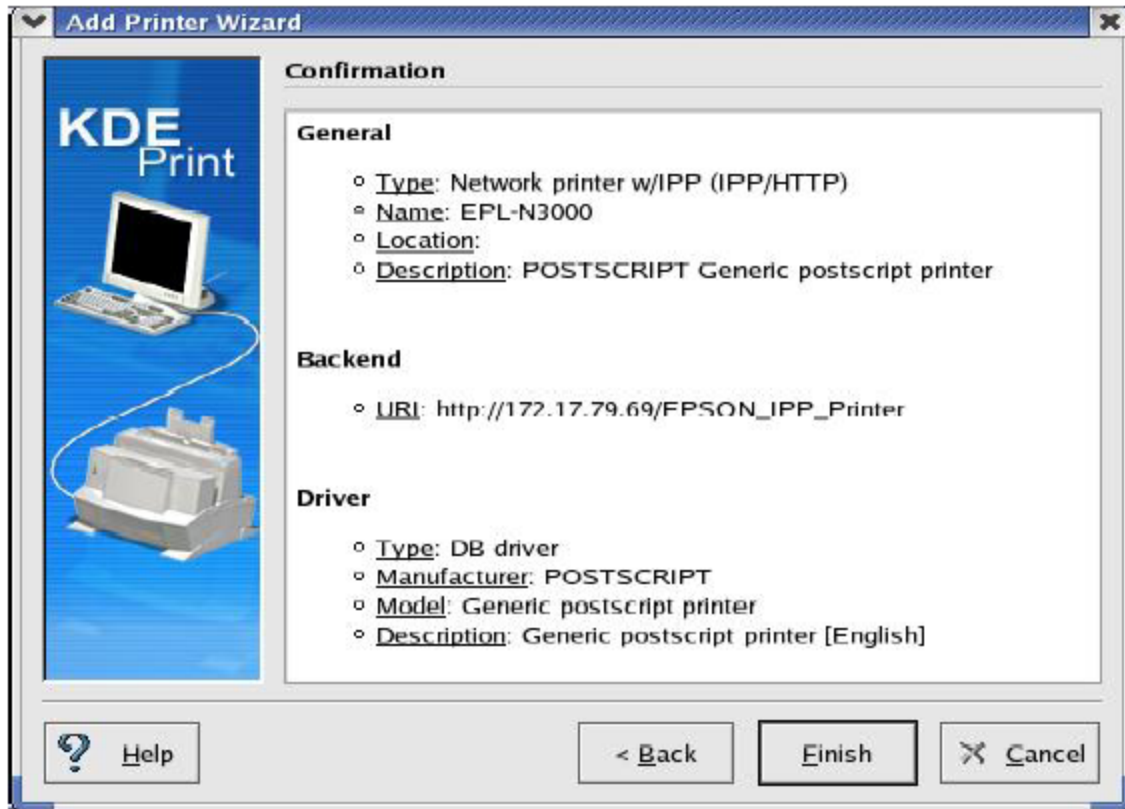 Add Printer Wizard
KDE
Print
Confirmation
General
Type: Network printer w/IPP (IPP/HTTP)
Name: EPL-N3000
Location:
Description: POSTSCRIPT Generic postscript printer
Backend
URI: http://172.17.79.69/EPSON_IPP_Printer
Driver
Type: DB driver
Manufacturer: POSTSCRIPT
Model: Generic postscript printer
Description: Generic postscript printer [English]
Help
< Back
Finish
Cancel